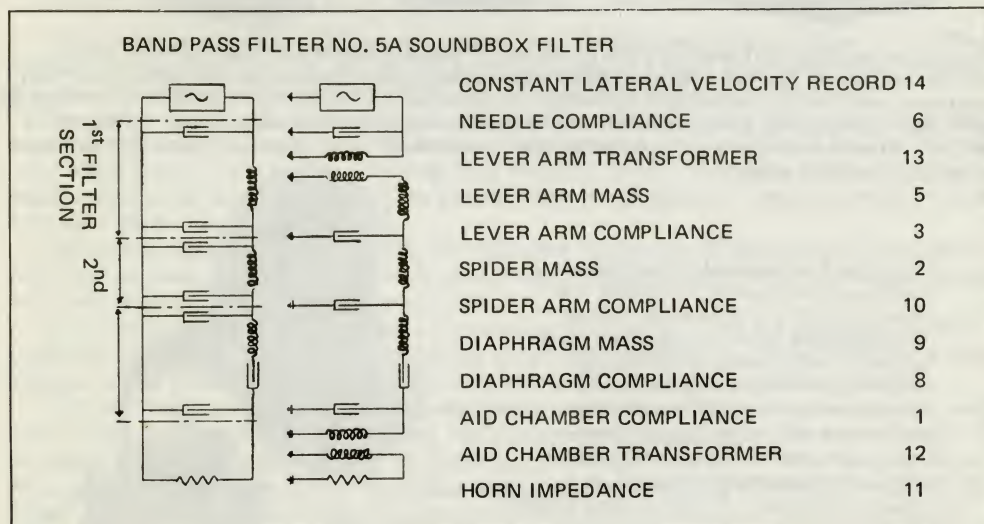 BAND PASS FILTER NO. 5A SOUNDBOX FILTER
1st FILTER SECTION
2nd
CONSTANT LATERAL VELOCITY RECORD 14
NEEDLE COMPLIANCE 6
LEVER ARM TRANSFORMER 13
LEVER ARM MASS 5
LEVER ARM COMPLIANCE 3
SPIDER MASS 2
SPIDER ARM COMPLIANCE 10
DIAPHRAGM MASS 9
DIAPHRAGM COMPLIANCE 8
AID CHAMBER COMPLIANCE 1
AID CHAMBER TRANSFORMER 12
HORN IMPEDANCE 11